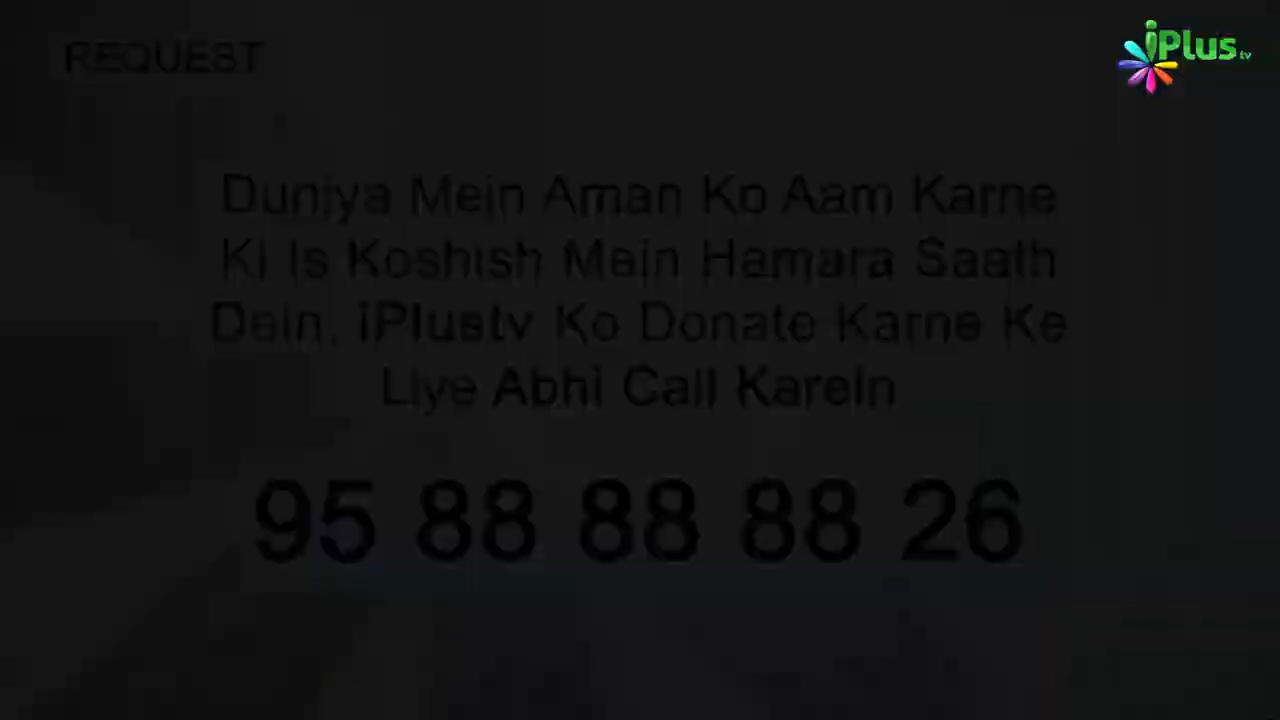 REQUEST
iPlus tv
Duniya Mein Aman Ko Aam Karne
Ki Is Koshish Mein Hamara Saath
Dein. iPlustv Ko Donate Karne Ke
Liye Abhi Call Karein
95 88 88 88 26